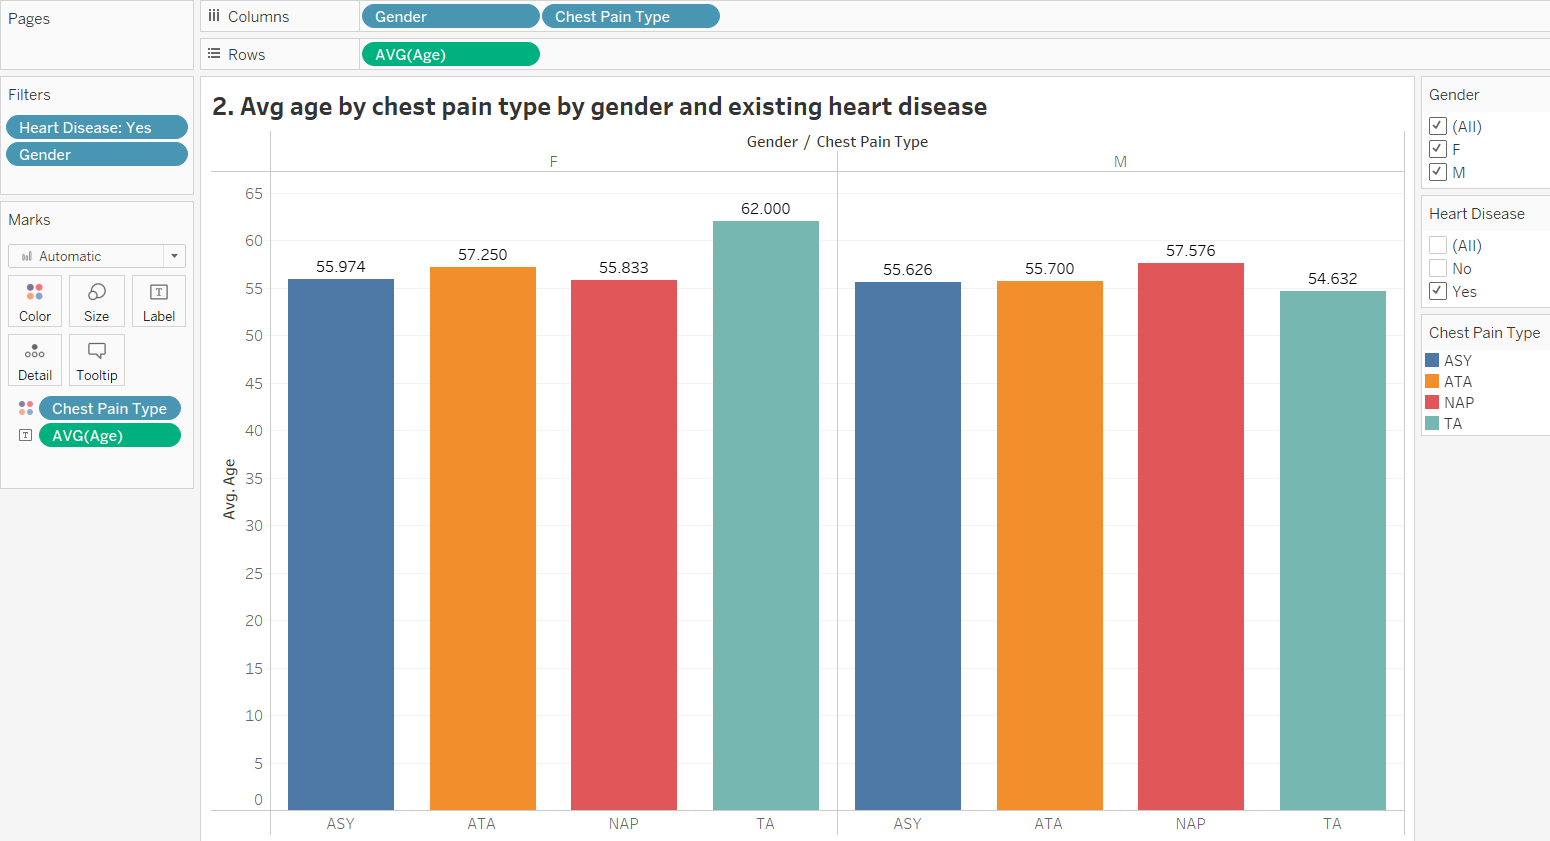 Pages
Columns
Gender
Chest Pain Type
Rows
AVG(Age)
Filters
Heart Disease: Yes
Gender
Marks
Automatic
Color
Size
Label
Detail
Tooltip
Chest Pain Type
AVG(Age)
2. Avg age by chest pain type by gender and existing heart disease
Gender / Chest Pain Type
F
M
Avg. Age
65
60
55
50
45
40
35
30
25
20
15
10
5
0
55.974
57.250
55.833
62.000
55.626
55.700
57.576
54.632
ASY
ATA
NAP
TA
ASY
ATA
NAP
TA
Gender
(All)
F
M
Heart Disease
(All)
No
Yes
Chest Pain Type
ASY
ATA
NAP
TA